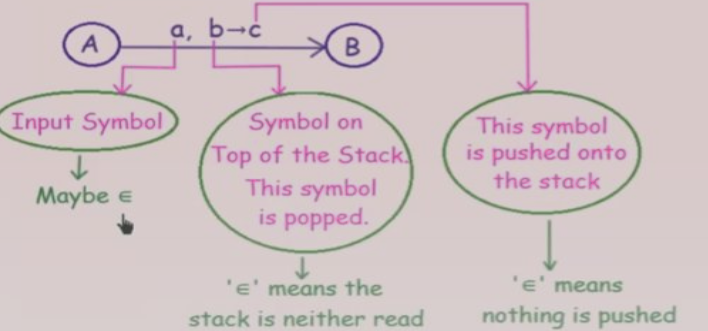 A
a, b→c
B
Input Symbol
Maybe ∈
Symbol on
Top of the Stack.
This symbol
is popped.
'∈' means the
stack is neither read
This symbol
is pushed onto
the stack
'∈' means
nothing is pushed